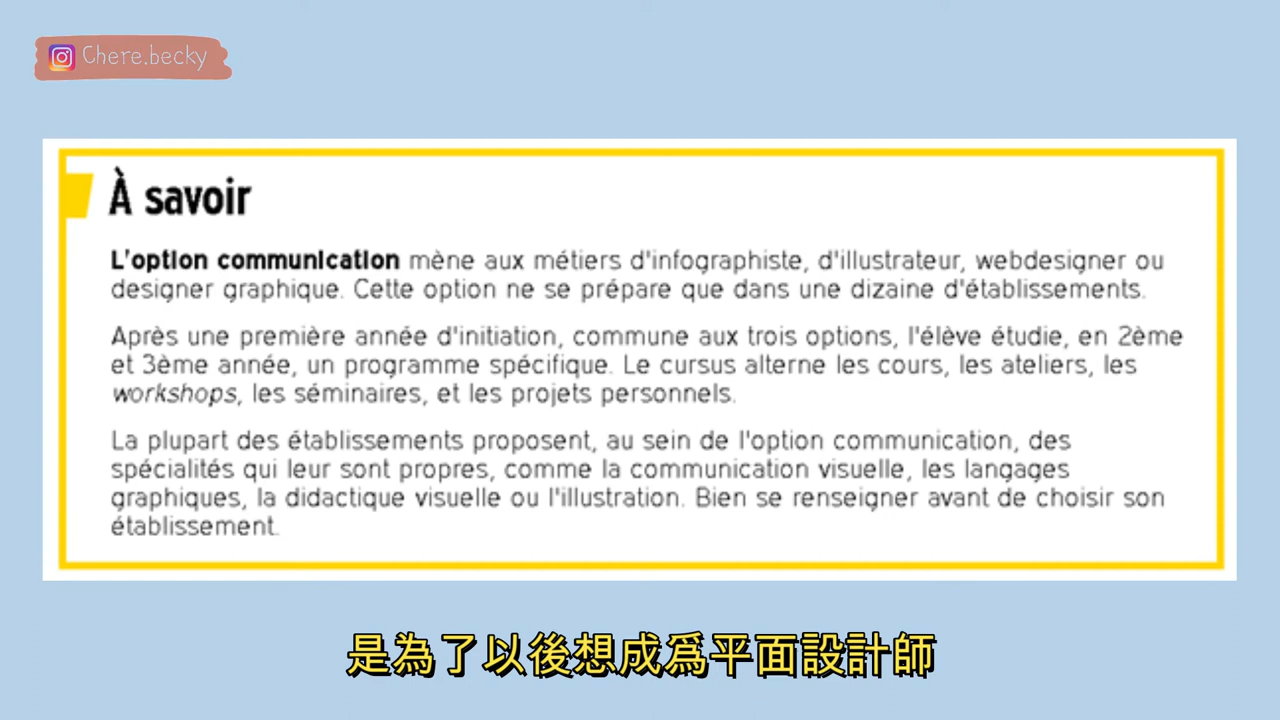 Chere.becky
À savoir
L'option communication mène aux métiers d'infographiste, d'illustrateur, webdesigner ou
designer graphique. Cette option ne se prépare que dans une dizaine d'établissements.
Après une première année d'initiation, commune aux trois options, l'élève étudie, en 2ème
et 3ème année, un programme spécifique. Le cursus alterne les cours, les ateliers, les
workshops, les séminaires, et les projets personnels.
La plupart des établissements proposent, au sein de l'option communication, des
spécialités qui leur sont propres, comme la communication visuelle, les langages
graphiques, la didactique visuelle ou l'illustration. Bien se renseigner avant de choisir son
établissement.
是為了以後想成爲平面設計師